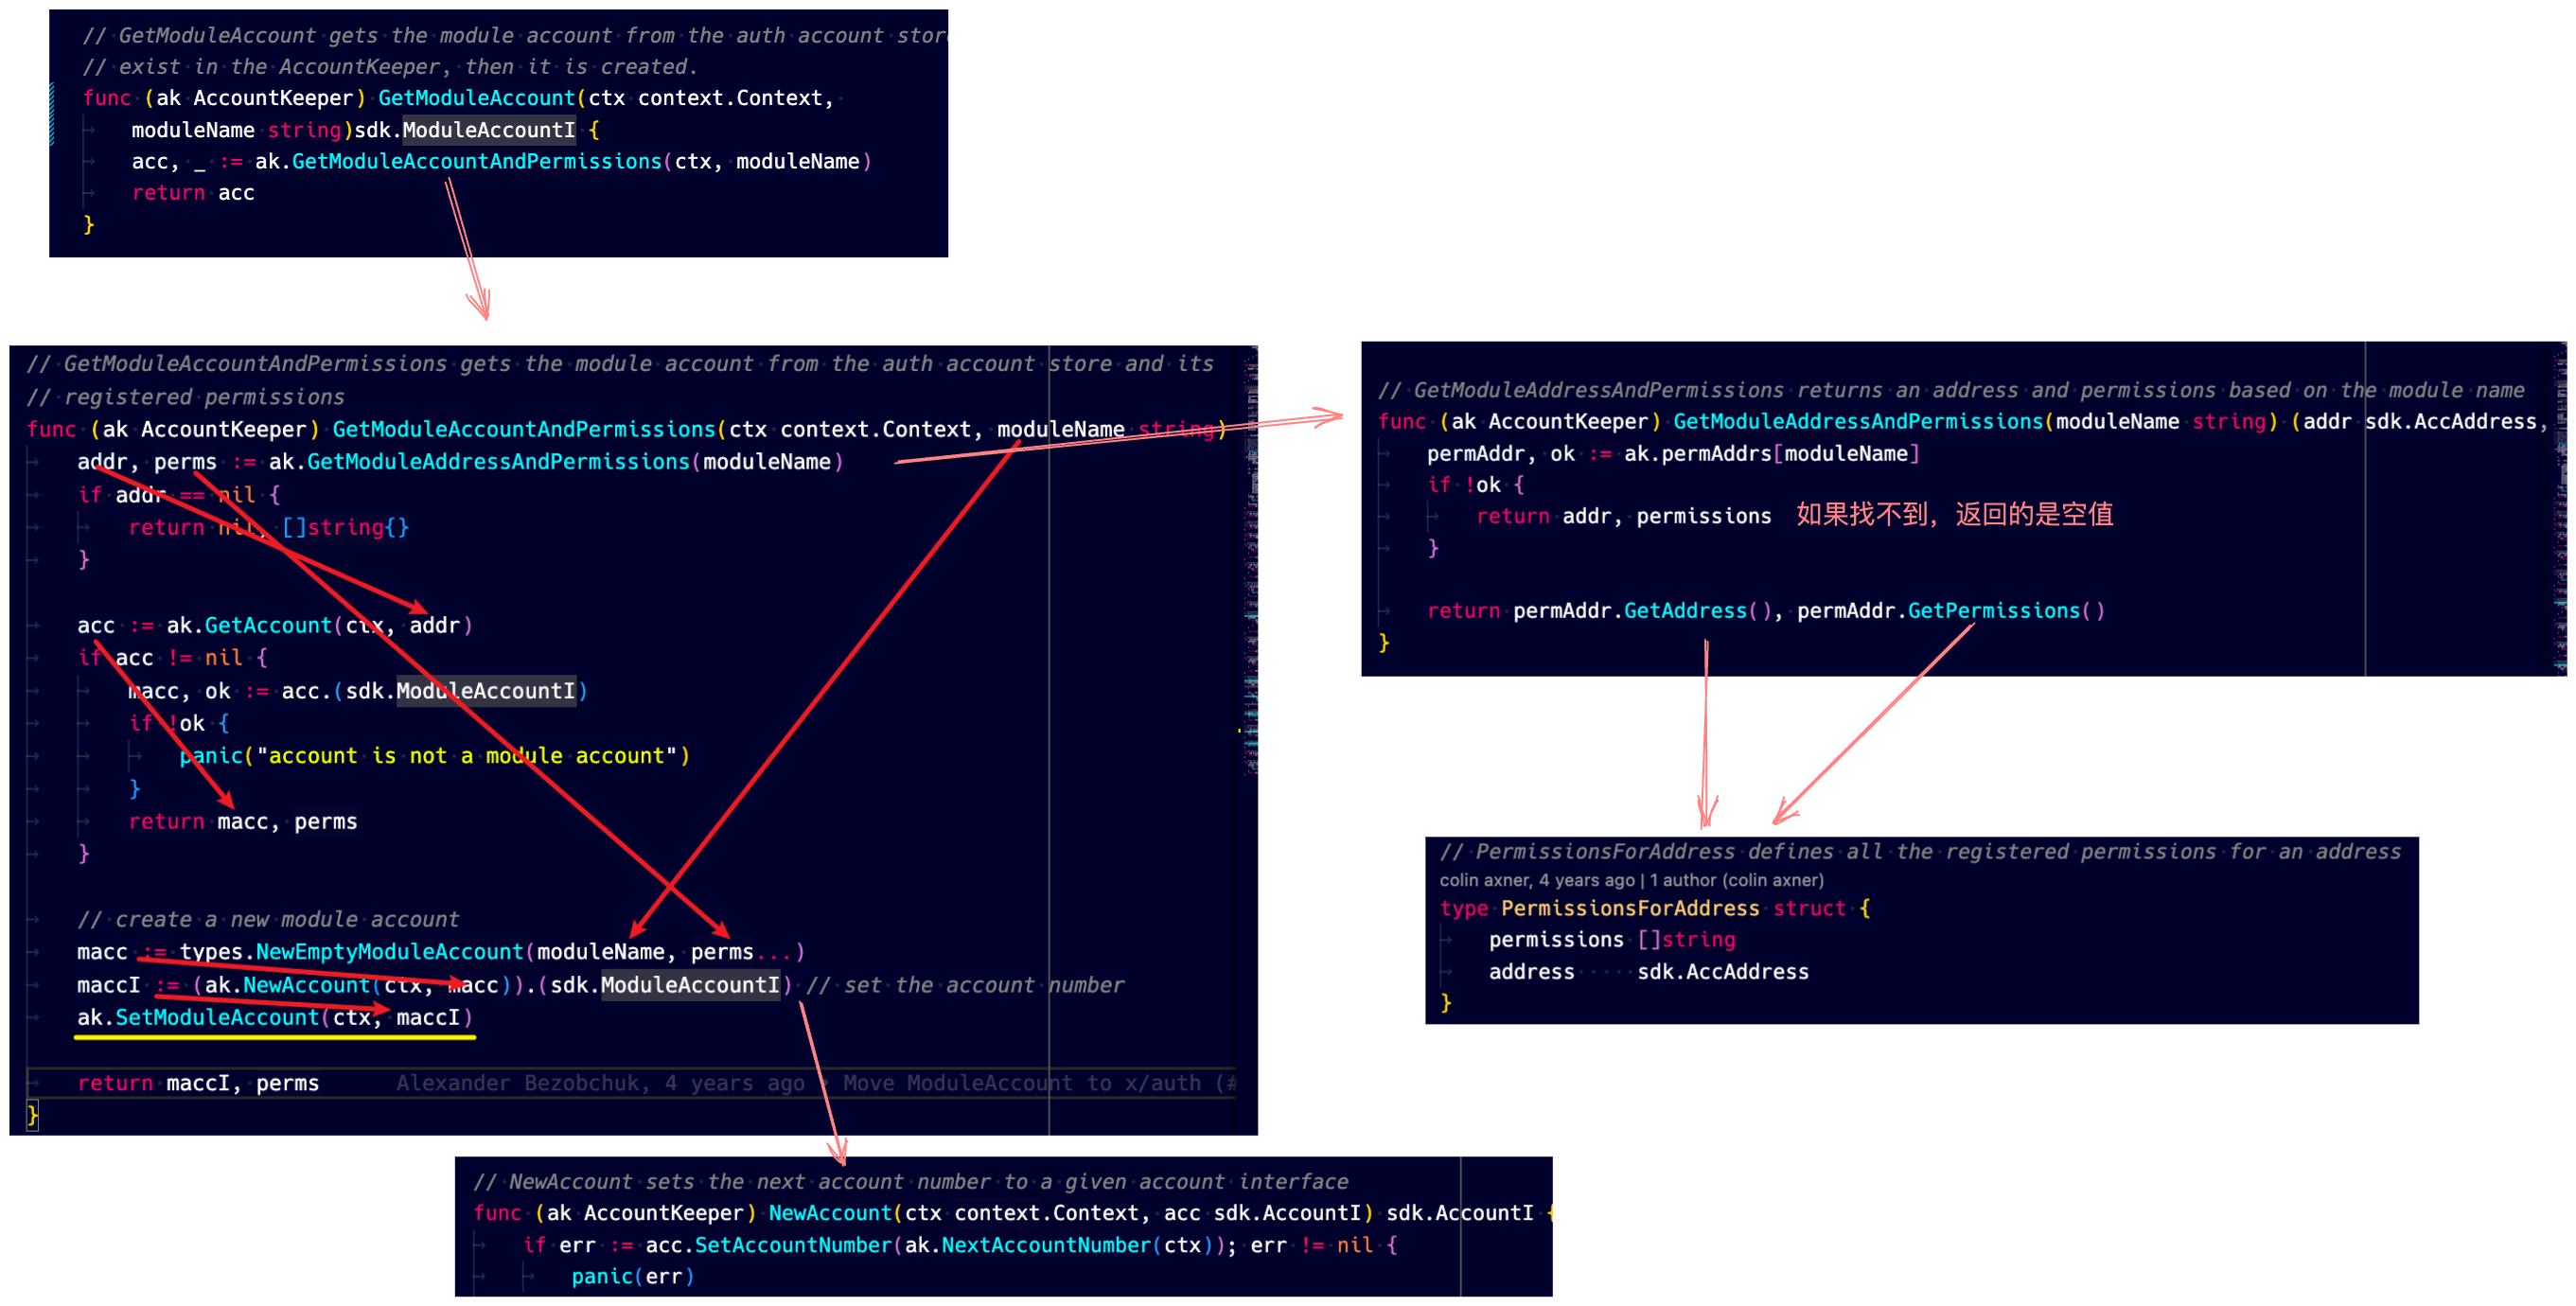 // GetModuleAccount gets the module account from the auth account stor
// exist in the AccountKeeper, then it is created.
func (ak AccountKeeper) GetModuleAccount(ctx context.Context,
moduleName string)sdk.ModuleAccountI {
acc, _ := ak.GetModuleAccountAndPermissions(ctx, moduleName)
return acc
}
// GetModuleAccountAndPermissions gets the module account from the auth account store and its
// registered permissions
func (ak AccountKeeper) GetModuleAccountAndPermissions(ctx context.Context, moduleName string)
addr, perms := ak.GetModuleAddressAndPermissions(moduleName)
if addr == nil {
return nil, []string{}
}
acc := ak.GetAccount(ctx, addr)
if acc != nil {
macc, ok := acc.(sdk.ModuleAccountI)
if !ok {
panic("account is not a module account")
}
return macc, perms
}
// create a new module account
macc := types.NewEmptyModuleAccount(moduleName, perms...)
maccI := (ak.NewAccount(ctx, macc)).(sdk.ModuleAccountI) // set the account number
ak.SetModuleAccount(ctx, maccI)
return maccI, perms Alexander Bezobchuk, 4 years ago • Move ModuleAccount to x/auth (#
}
// GetModuleAddressAndPermissions returns an address and permissions based on the module name
func (ak AccountKeeper) GetModuleAddressAndPermissions(moduleName string) (addr sdk.AccAddress,
permAddr, ok := ak.permAddrs[moduleName]
if !ok {
return addr, permissions 如果找不到，返回的是空值
}
return permAddr.GetAddress(), permAddr.GetPermissions()
}
// PermissionsForAddress defines all the registered permissions for an address
colin axner, 4 years ago | 1 author (colin axner)
type PermissionsForAddress struct {
permissions []string
address sdk.AccAddress
}
// NewAccount sets the next account number to a given account interface
func (ak AccountKeeper) NewAccount(ctx context.Context, acc sdk.AccountI) sdk.AccountI {
if err := acc.SetAccountNumber(ak.NextAccountNumber(ctx)); err != nil {
panic(err)